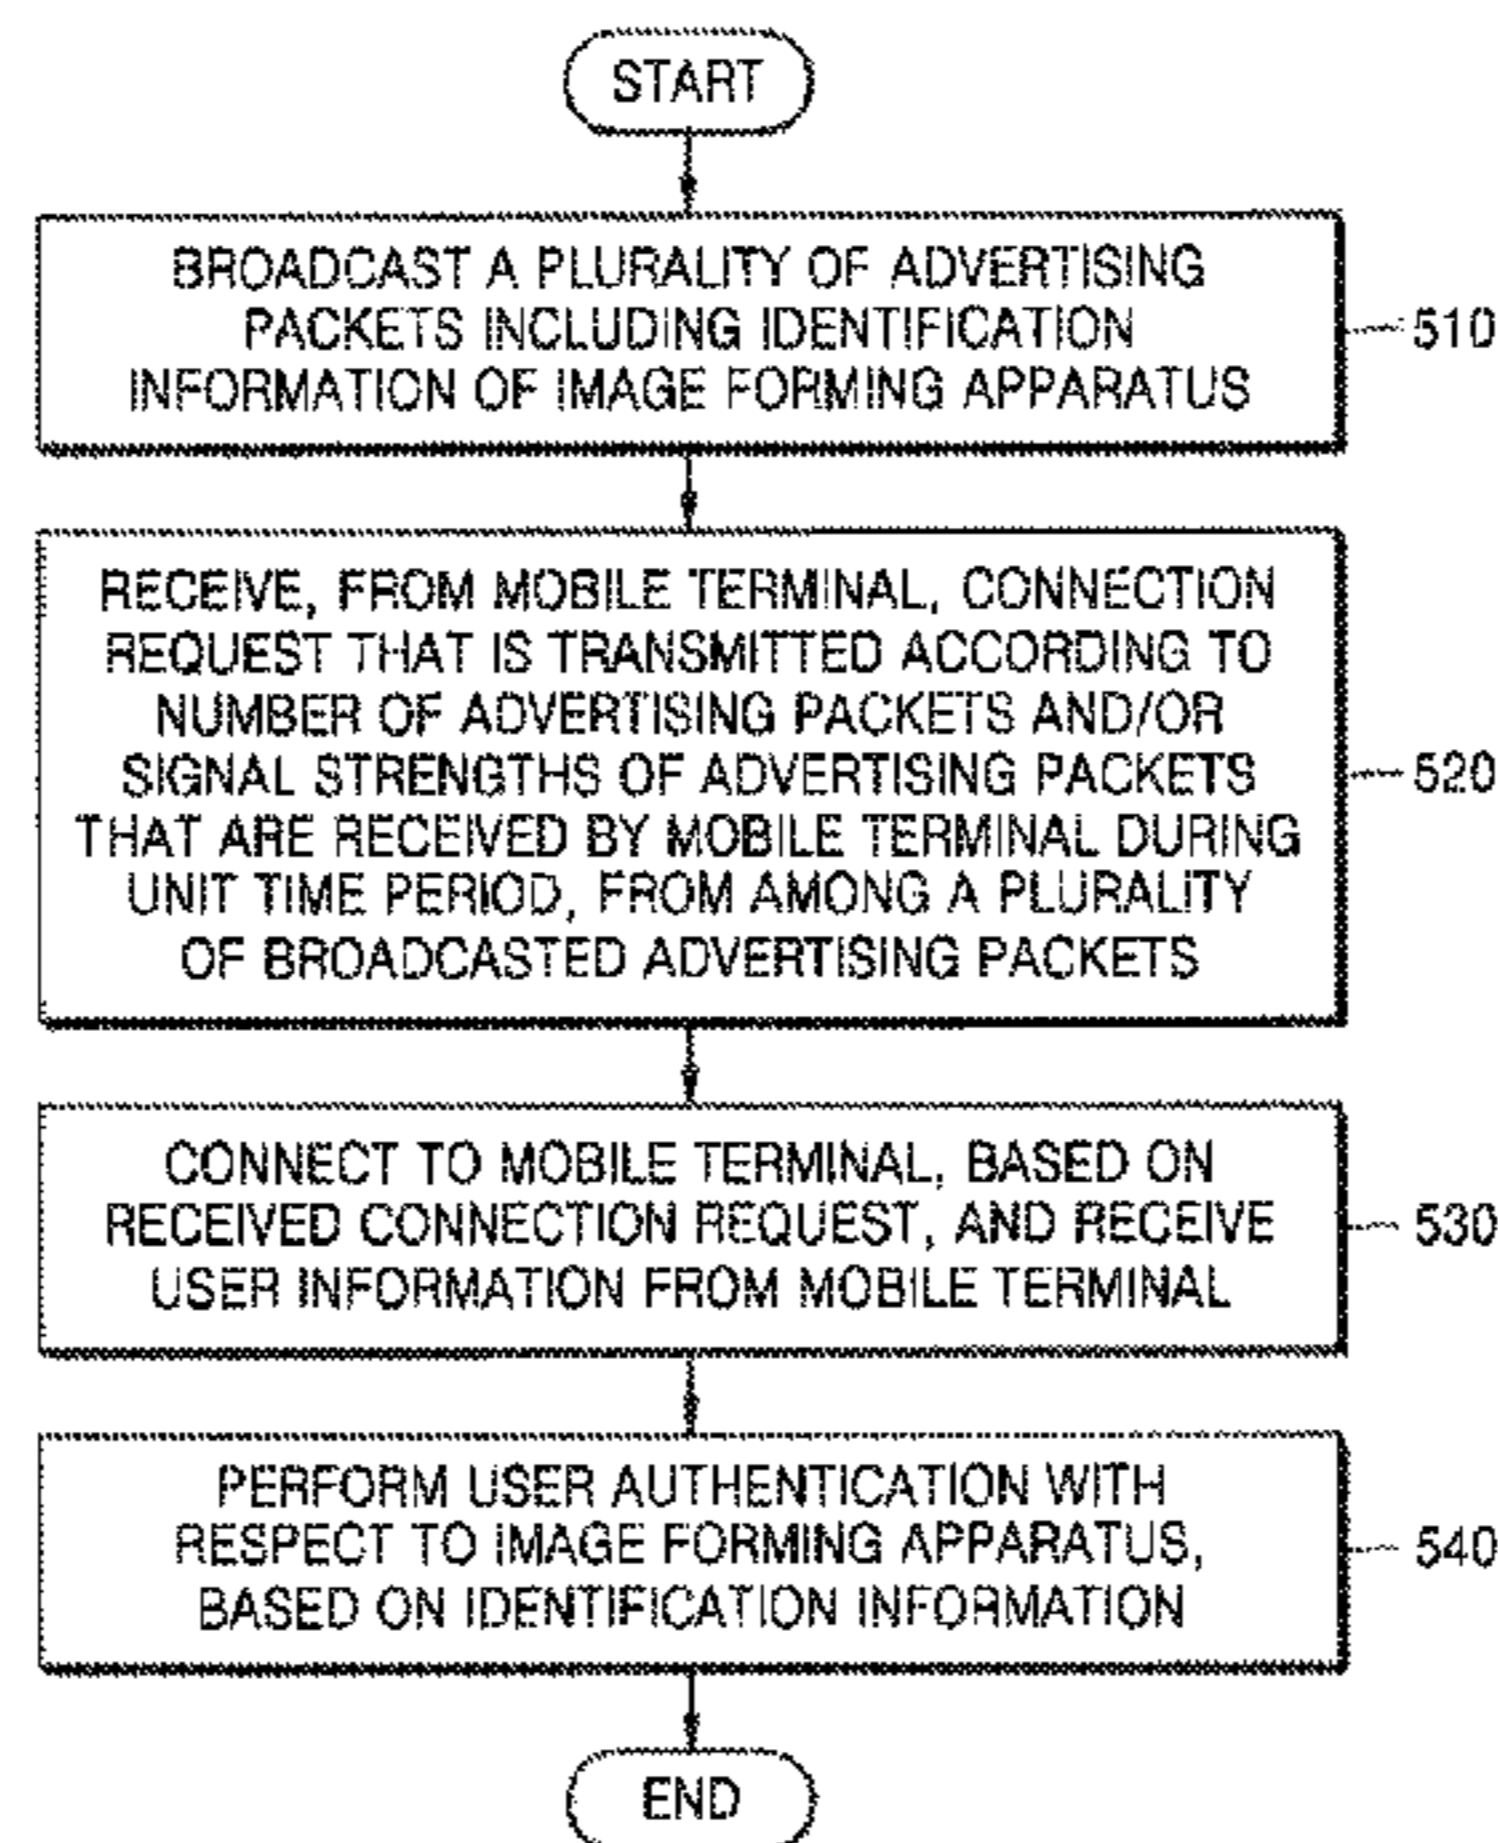 START
BROADCAST A PLURALITY OF ADVERTISING
PACKETS INCLUDING IDENTIFICATION
INFORMATION OF IMAGE FORMING APPARATUS
510
RECEIVE, FROM MOBILE TERMINAL, CONNECTION
REQUEST THAT IS TRANSMITTED ACCORDING TO
NUMBER OF ADVERTISING PACKETS AND/OR
SIGNAL STRENGTHS OF ADVERTISING PACKETS
THAT ARE RECEIVED BY MOBILE TERMINAL DURING
UNIT TIME PERIOD, FROM AMONG A PLURALITY
OF BROADCASTED ADVERTISING PACKETS
520
CONNECT TO MOBILE TERMINAL, BASED ON
RECEIVED CONNECTION REQUEST, AND RECEIVE
USER INFORMATION FROM MOBILE TERMINAL
530
PERFORM USER AUTHENTICATION WITH
RESPECT TO IMAGE FORMING APPARATUS,
BASED ON IDENTIFICATION INFORMATION
540
END